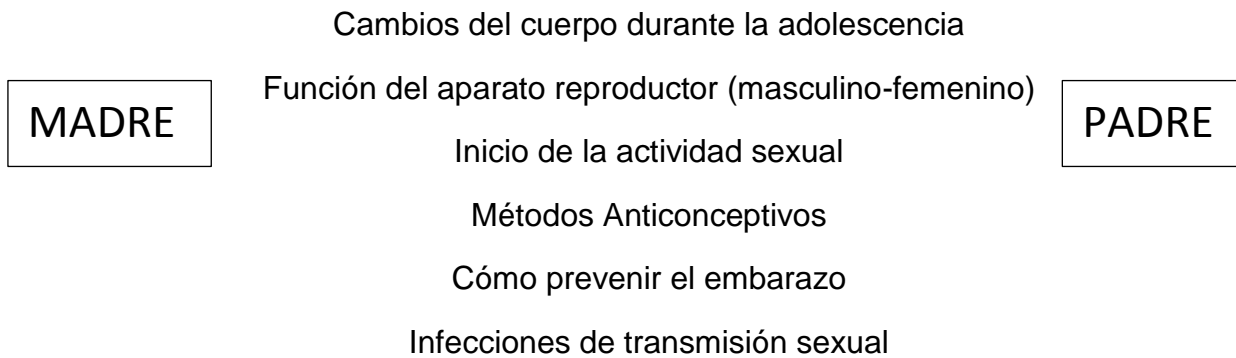 Cambios del cuerpo durante la adolescencia
Función del aparato reproductor (masculino-femenino)
MADRE
PADRE
Inicio de la actividad sexual
Métodos Anticonceptivos
Cómo prevenir el embarazo
Infecciones de transmisión sexual